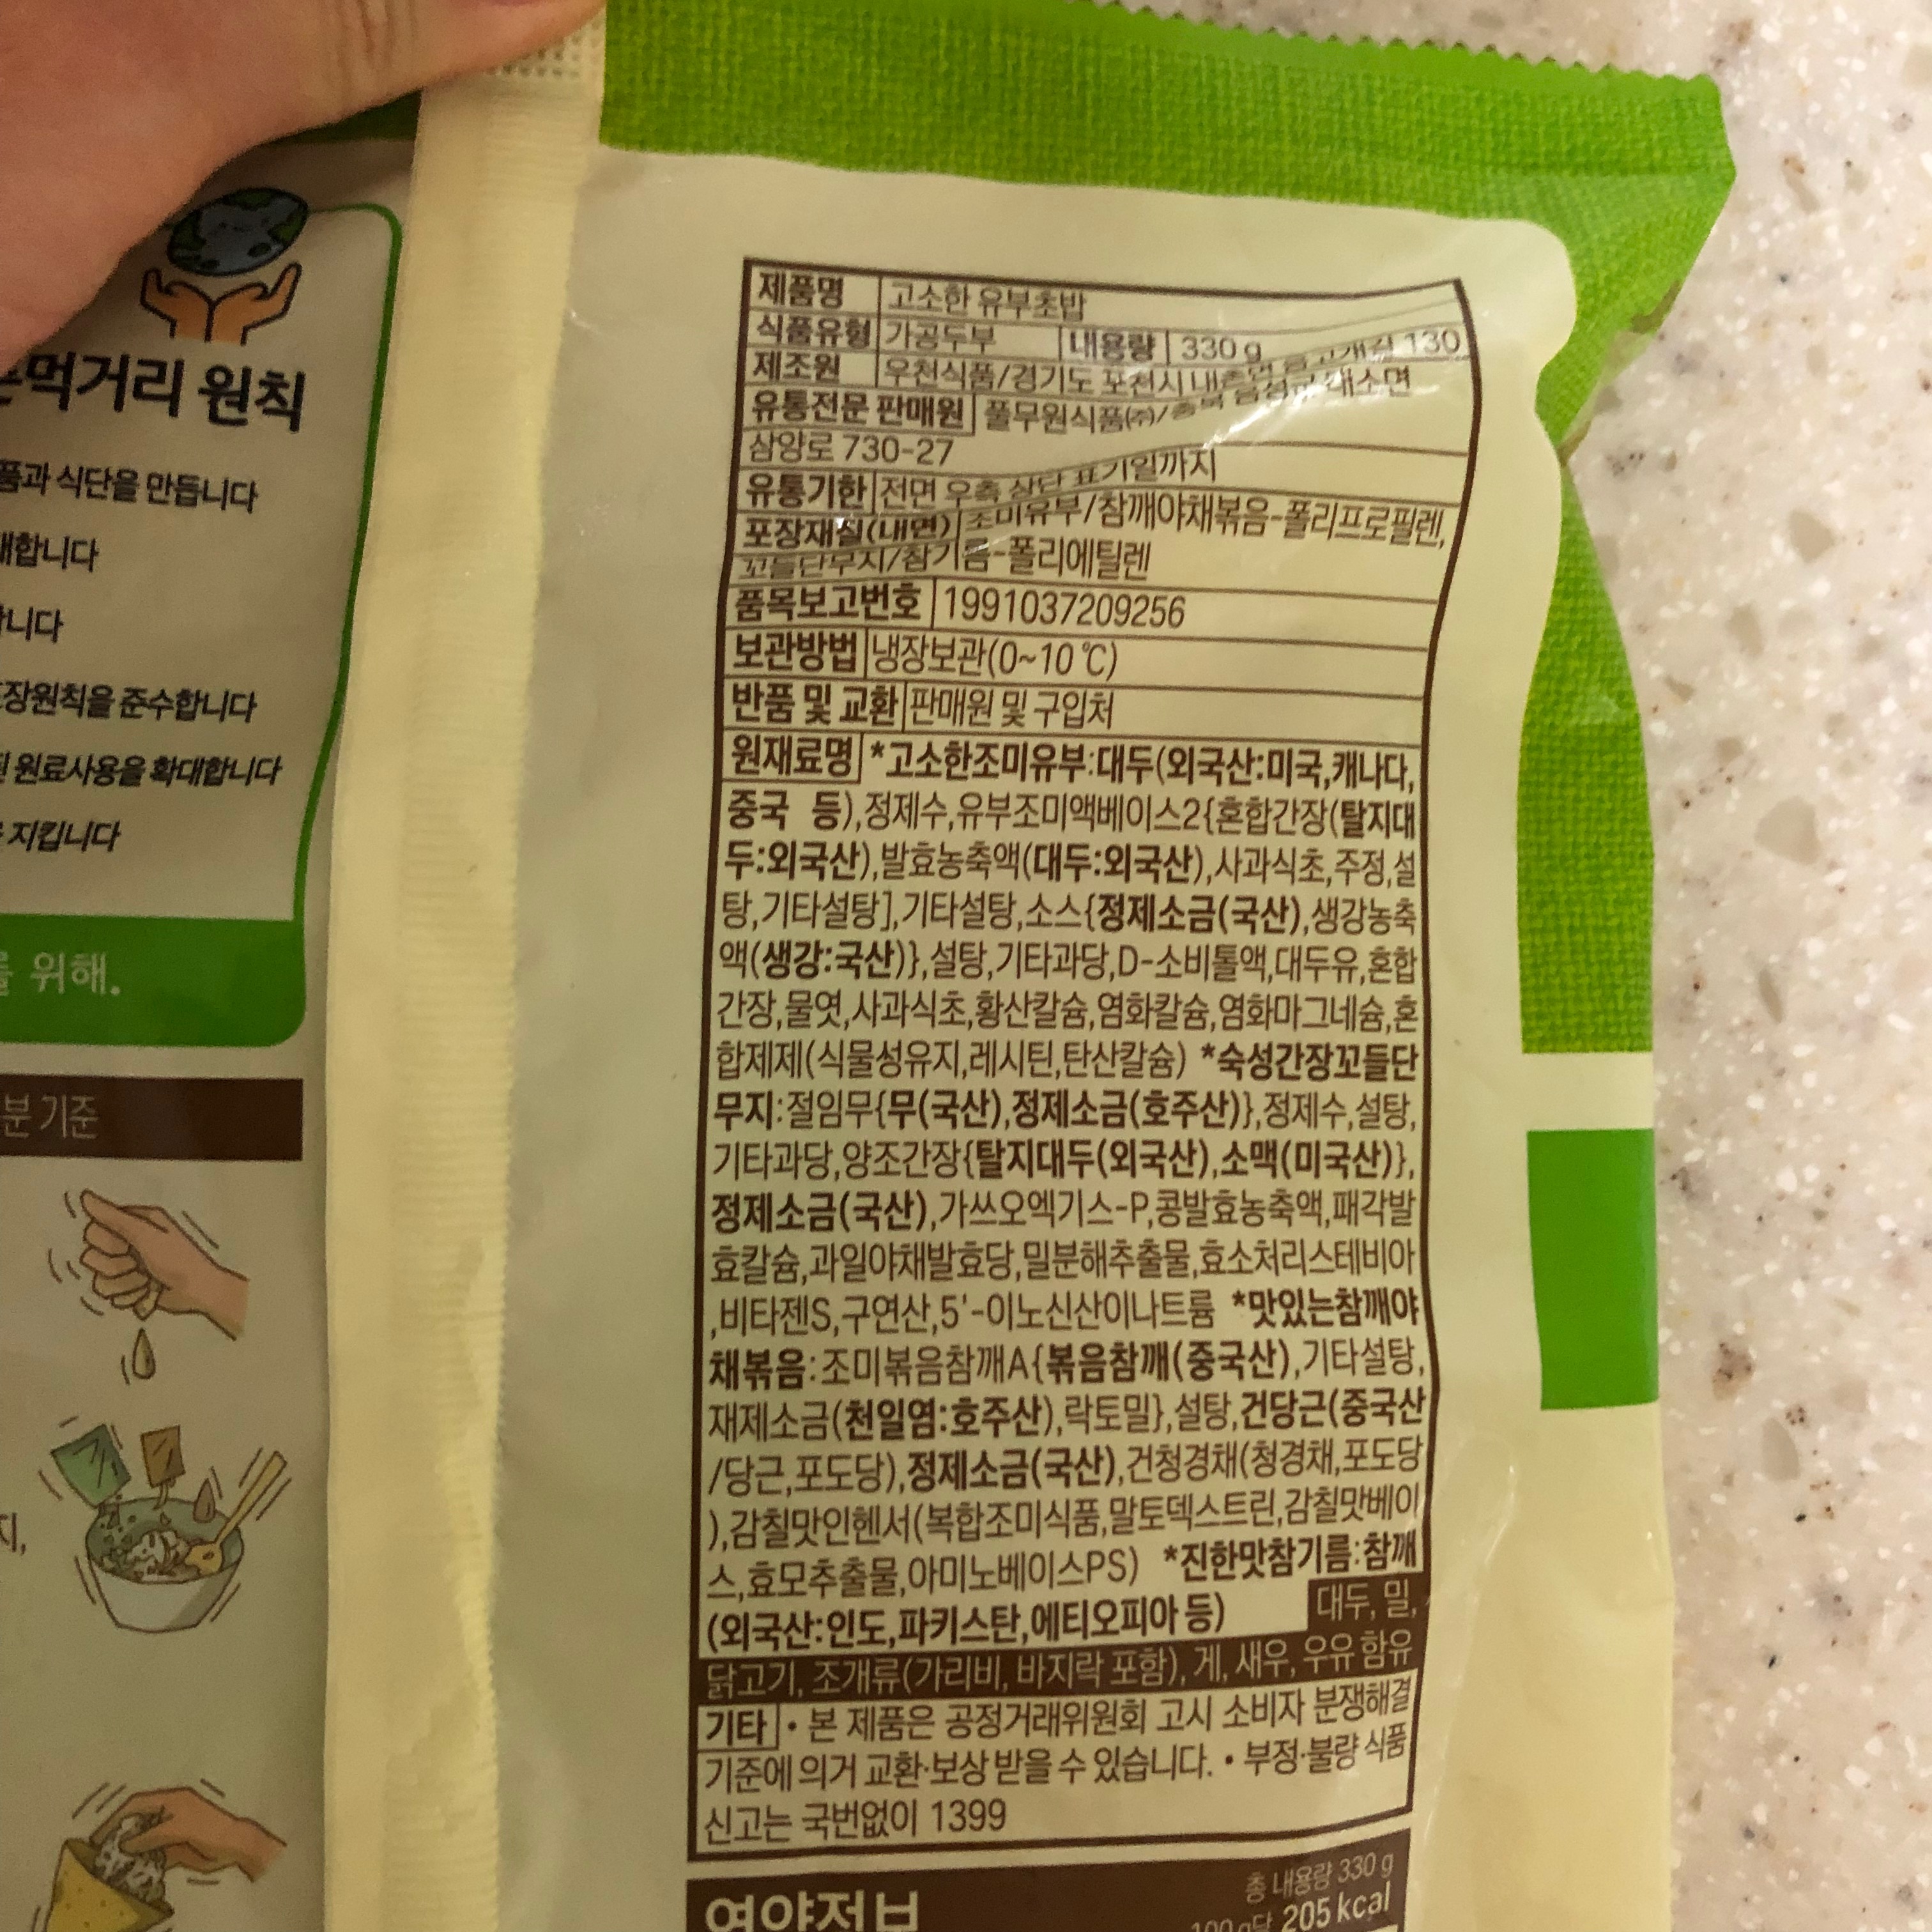 먹거리 원칙
품과 식단을 만듭니다
대합니다
니다
장원칙을 준수합니다
원료사용을 확대합니다
지킵니다
위해.
분 기준
지,
제품명 고소한 유부초밥
식품유형 가공두부 내용량 330 g
제조원 우천식품/경기도 포천시 내촌면 금강로 130
유통전문 판매원 풀무원식품㈜/충북 음성군 대소면
삼양로 730-27
유통기한 전면 우측 상단 표기일까지
포장재질(내면) 조미유부/참깨야채볶음-폴리프로필렌,
꼬들단무지/참기름-폴리에틸렌
품목보고번호 1991037209256
보관방법 냉장보관(0~10℃)
반품 및 교환 판매원 및 구입처
원재료명 *고소한조미유부:대두(외국산:미국,캐나다,
중국 등),정제수,유부조미액베이스2{혼합간장(탈지대
두:외국산),발효농축액(대두:외국산),사과식초,주정,설
탕,기타설탕],기타설탕,소스{정제소금(국산),생강농축
액(생강:국산)},설탕,기타과당,D-소비톨액,대두유,혼합
간장,물엿,사과식초,황산칼슘,염화칼슘,염화마그네슘,혼
합제제(식물성유지,레시틴,탄산칼슘) *숙성간장꼬들단
무지:절임무{무(국산),정제소금(호주산)},정제수,설탕,
기타과당,양조간장{탈지대두(외국산),소맥(미국산)},
정제소금(국산),가쓰오엑기스-P,콩발효농축액,패각발
효칼슘,과일야채발효당,밀분해추출물,효소처리스테비아
,비타젠S,구연산,5'-이노신산이나트륨 *맛있는참깨야
채볶음:조미볶음참깨A{볶음참깨(중국산),기타설탕,
재제소금(천일염:호주산),락토밀},설탕,건당근(중국산
/당근,포도당),정제소금(국산),건청경채(청경채,포도당
),감칠맛인헨서(복합조미식품,말토덱스트린,감칠맛베이
스,효모추출물,아미노베이스PS) *진한맛참기름:참깨
(외국산:인도,파키스탄,에티오피아 등) 대두, 밀,
닭고기, 조개류(가리비, 바지락 포함), 게, 새우, 우유 함유
기타 • 본 제품은 공정거래위원회 고시 소비자 분쟁해결
기준에 의거 교환·보상 받을 수 있습니다. • 부정·불량 식품
신고는 국번없이 1399
영양정보 총 내용량 330 g
100 g당 205 kcal